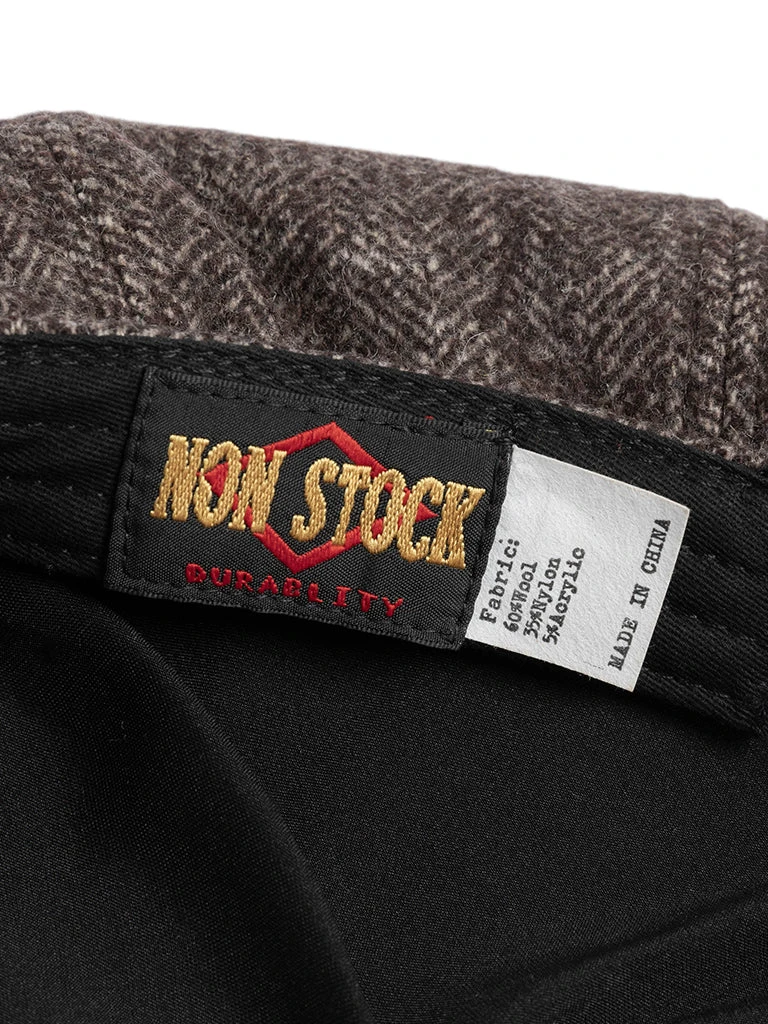 NON STOCK
DURABLITY
Fabric:
60%Wool
35%Nylon
5%Acrylic
MADE IN CHINA